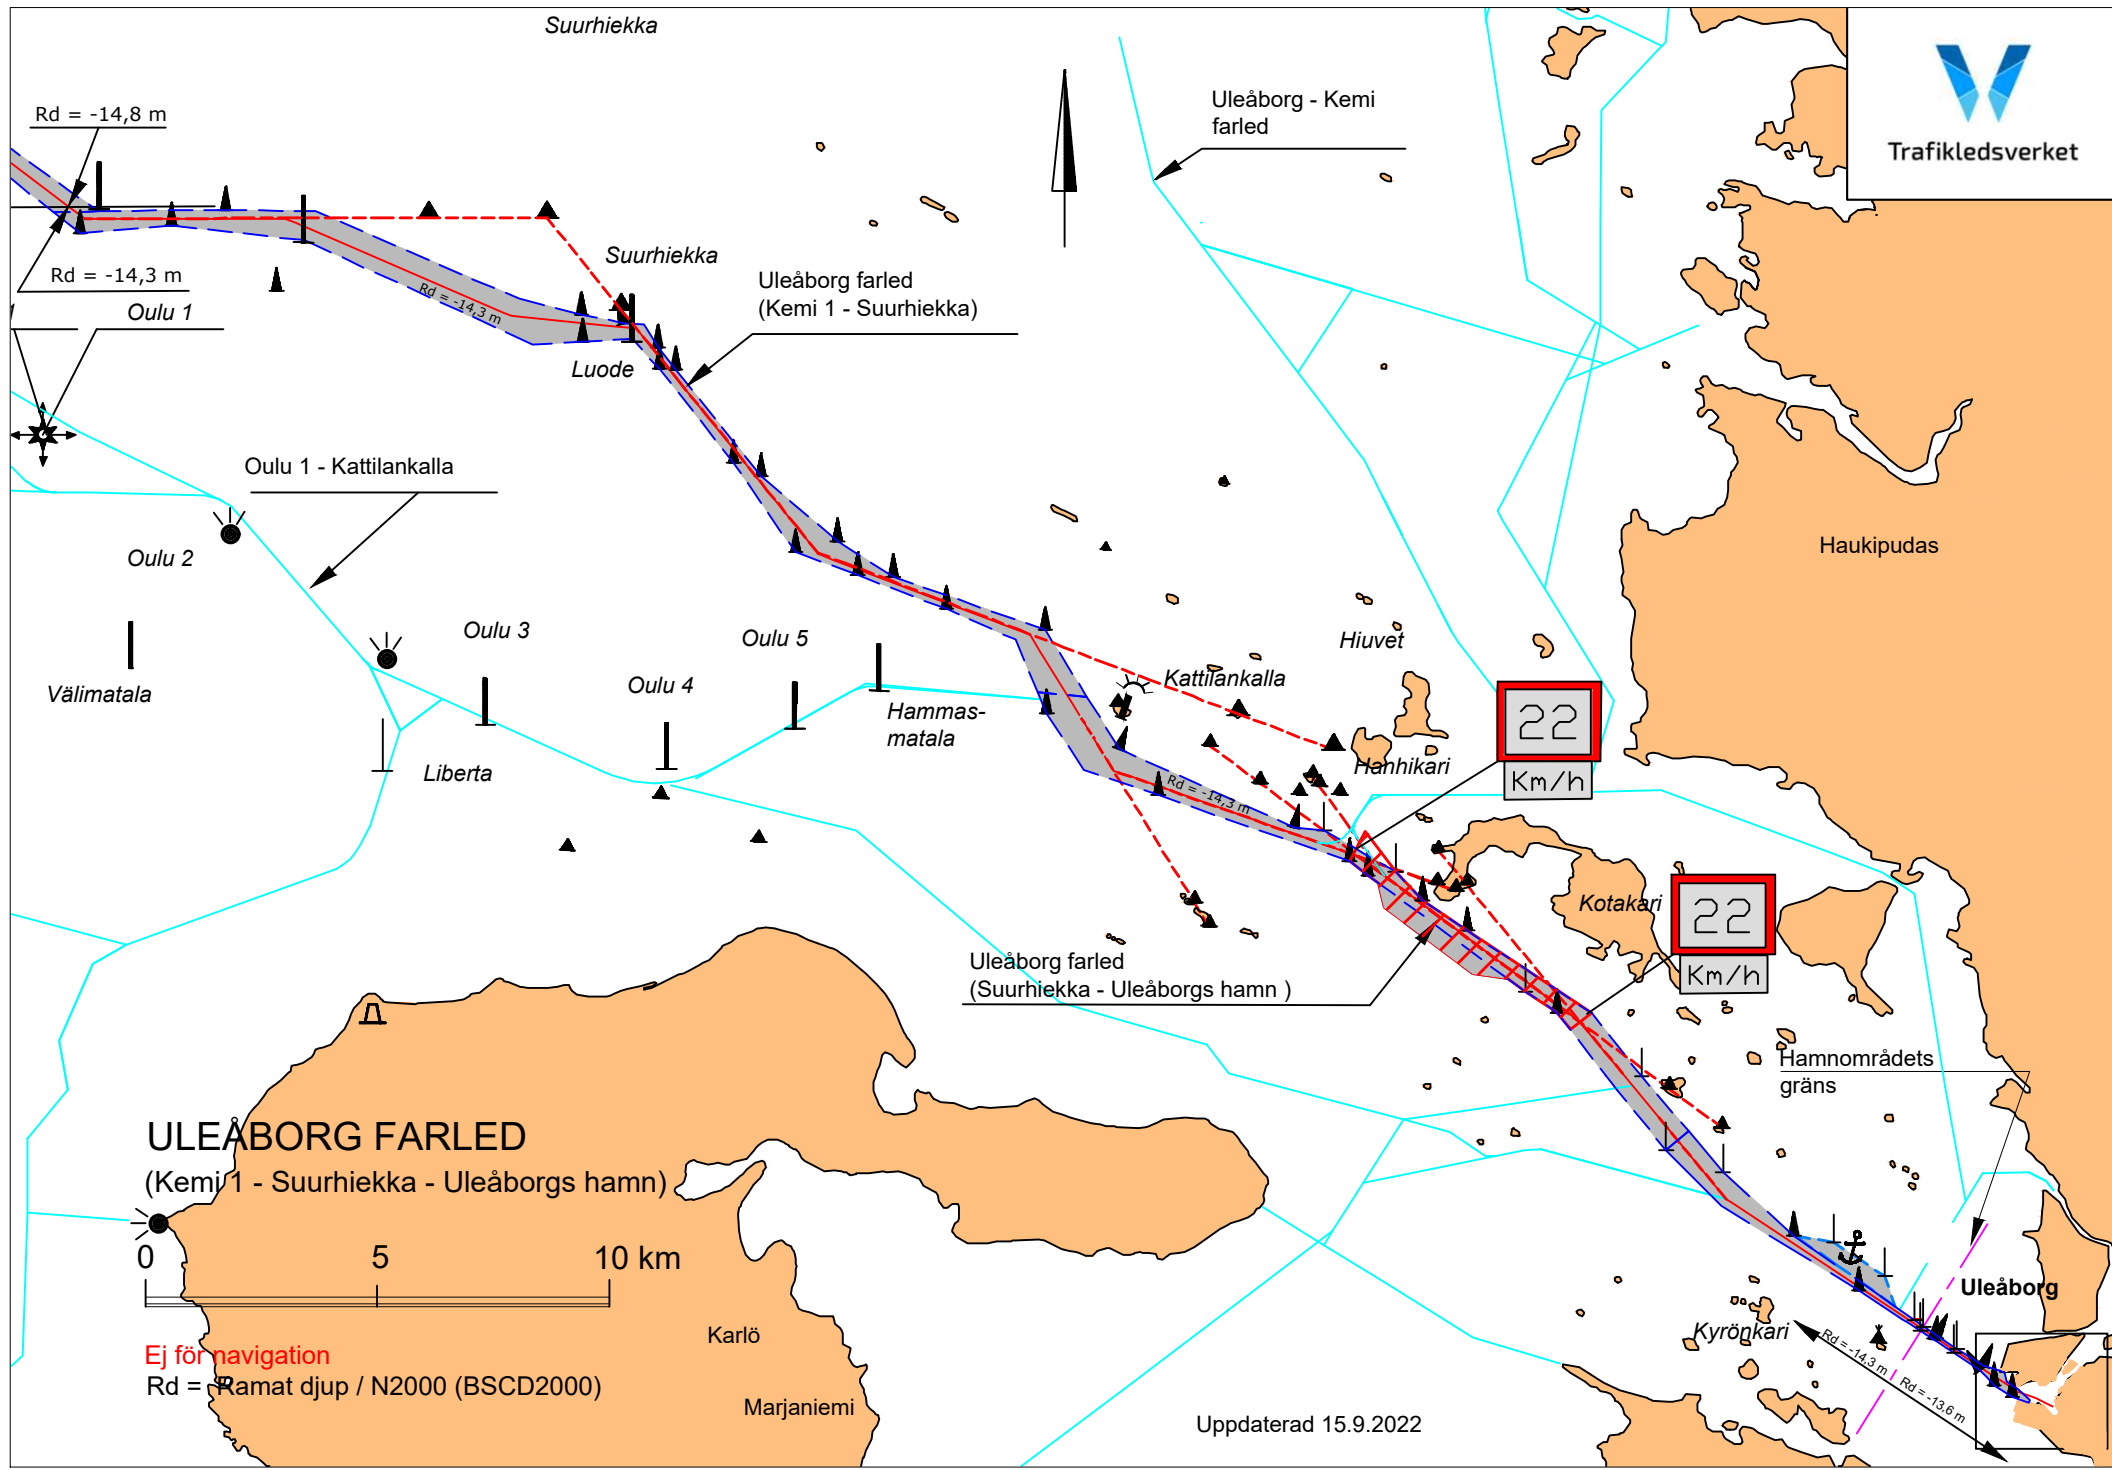 Suurhiekka
Rd = -14,8 m
Uleåborg - Kemi
farled
Trafikledsverket
Suurhiekka
Rd = -14,3 m
Uleåborg farled
(Kemi 1 - Suurhiekka)
Rd = -14,3 m
Oulu 1
Luode
Oulu 1 - Kattilankalla
Haukipudas
Oulu 2
Oulu 3
Oulu 5
Hiuvet
Kattilankalla
Oulu 4
Välimatala
Hammas-
matala
22
Km/h
Liberta
Hanhikari
Rd = -14,3 m
Kotakari
22
Km/h
Uleåborg farled
(Suurhiekka - Uleåborgs hamn )
Hamnområdets
gräns
ULEÅBORG FARLED
(Kemi 1 - Suurhiekka - Uleåborgs hamn)
0 5 10 km
Uleåborg
Karlö
Kyrönkari
Rd = -14,3 m
Rd = -13,6 m
Ej för navigation
Rd = Ramat djup / N2000 (BSCD2000)
Marjaniemi
Uppdaterad 15.9.2022